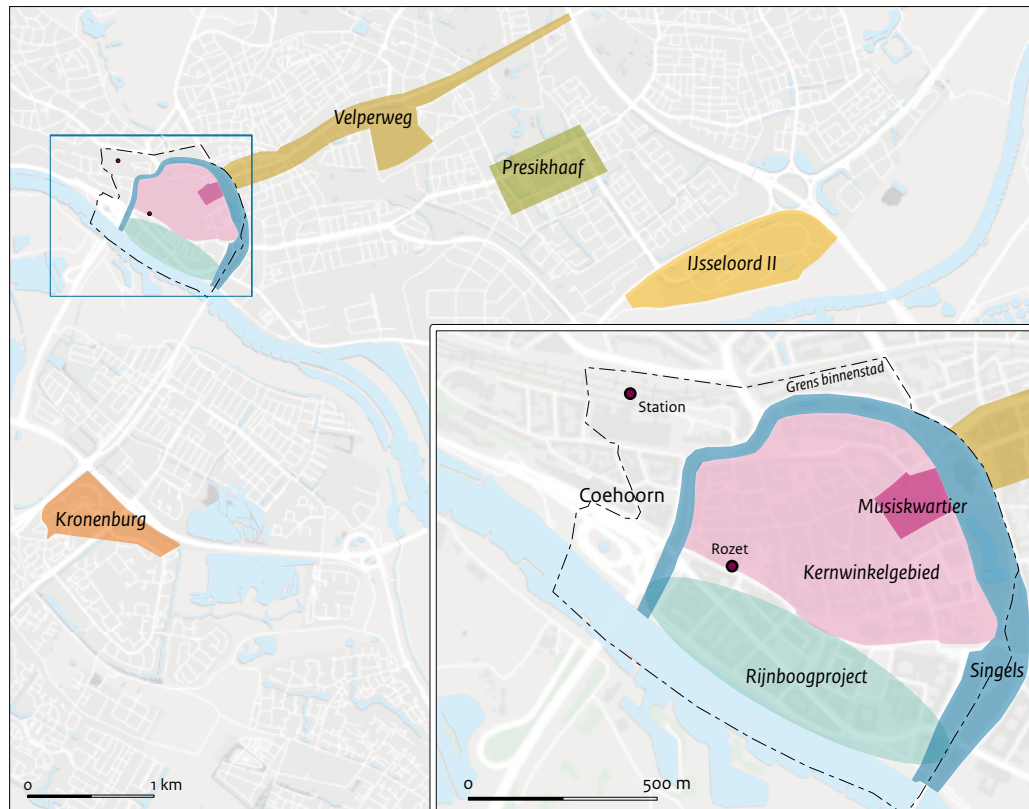 Velperweg
Presikhaaf
IJsseloord II
Kronenburg
0 1 km
Grens binnenstad
Station
Coehoorn
Musiskwartier
Rozet
Kernwinkelgebied
Rijnboogproject
Singels
0 500 m